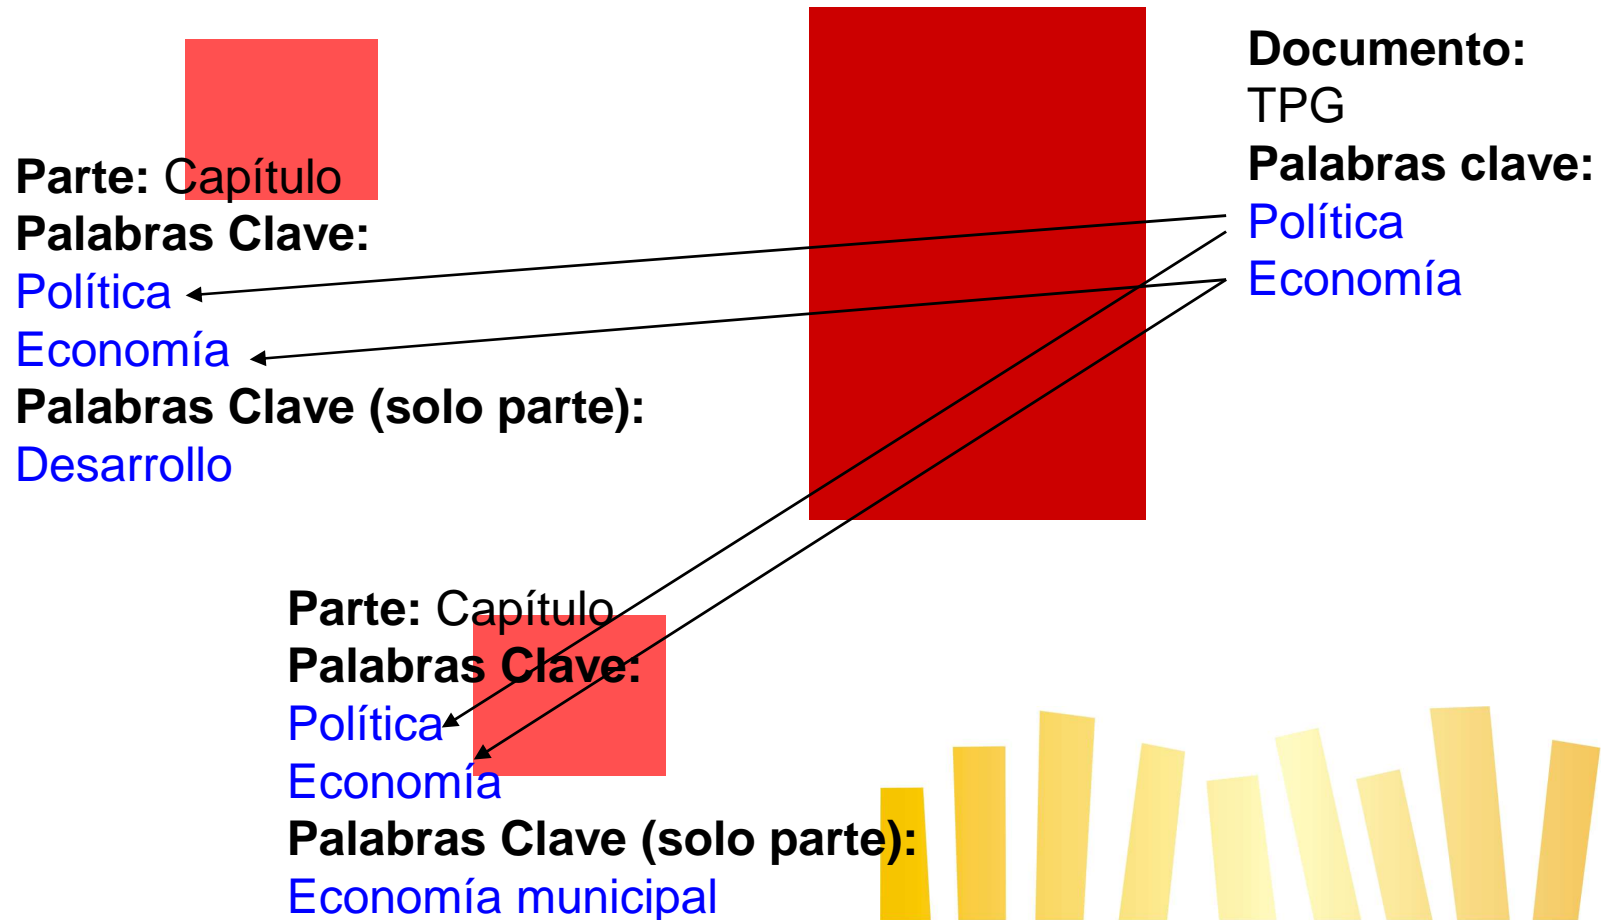 Documento:
TPG
Palabras clave:
Política
Economía
Parte: Capítulo
Palabras Clave:
Política
Economía
Palabras Clave (solo parte):
Desarrollo
Parte: Capítulo
Palabras Clave:
Política
Economía
Palabras Clave (solo parte):
Economía municipal